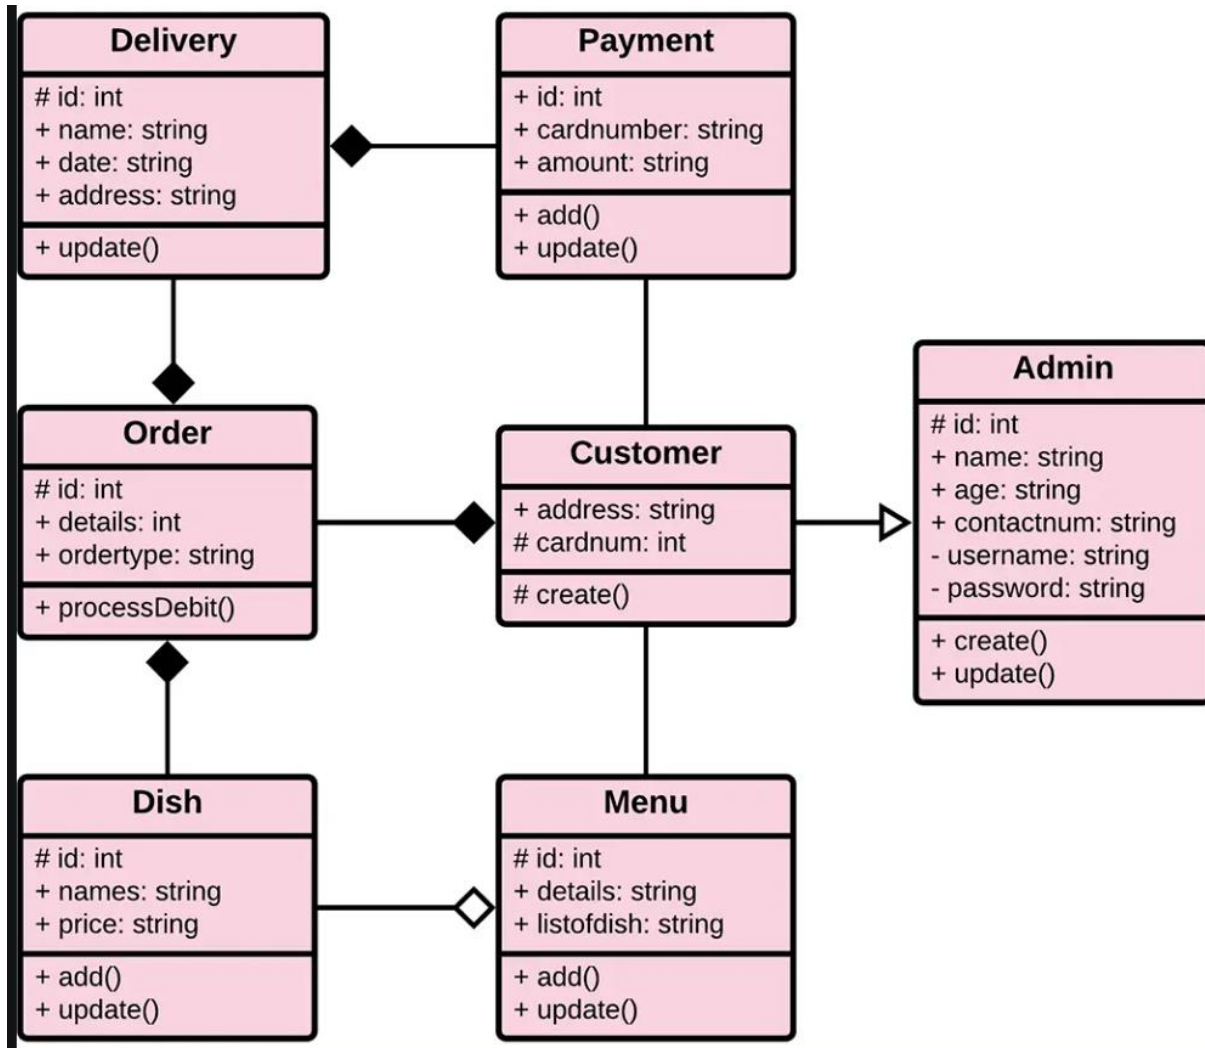 Delivery
# id: int
+ name: string
+ date: string
+ address: string
+ update()
Payment
+ id: int
+ cardnumber: string
+ amount: string
+ add()
+ update()
Order
# id: int
+ details: int
+ ordertype: string
+ processDebit()
Customer
+ address: string
# cardnum: int
# create()
Admin
# id: int
+ name: string
+ age: string
+ contactnum: string
- username: string
- password: string
+ create()
+ update()
Dish
# id: int
+ names: string
+ price: string
+ add()
+ update()
Menu
# id: int
+ details: string
+ listofdish: string
+ add()
+ update()